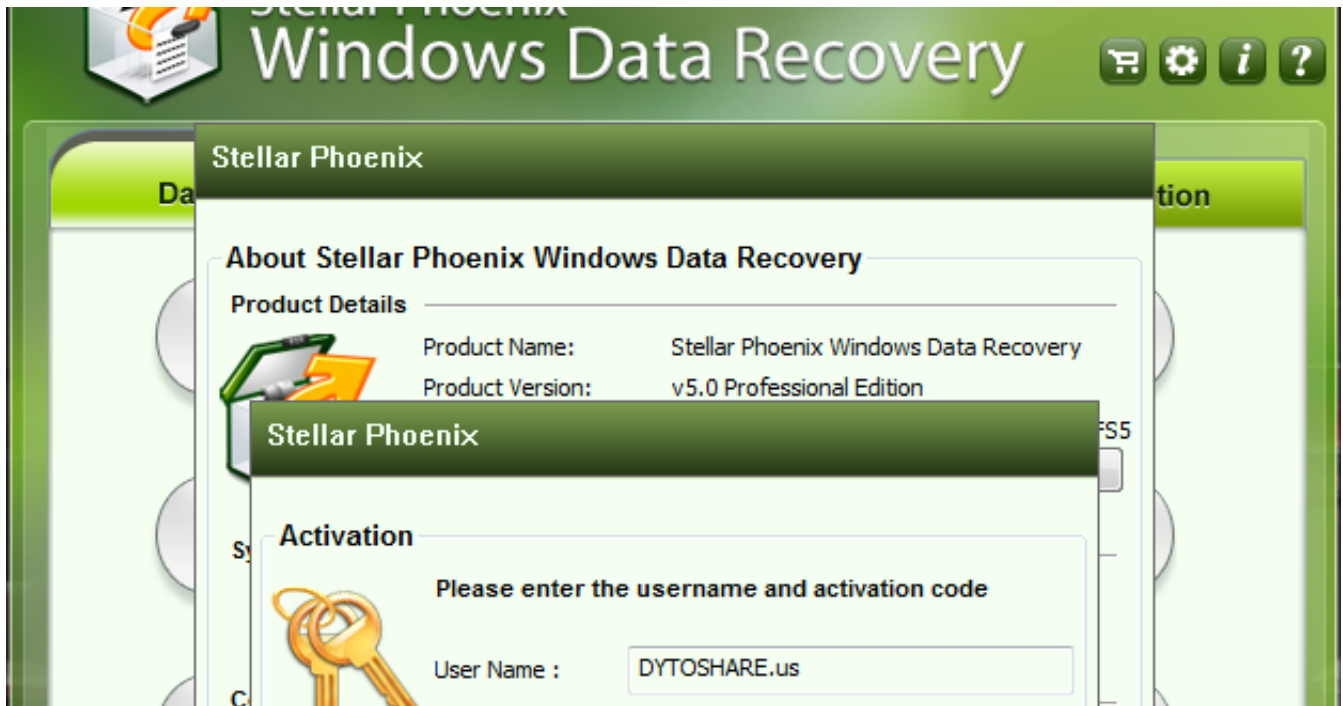 Stellar Phoenix
Windows Data Recovery
Stellar Phoenix
About Stellar Phoenix Windows Data Recovery
Product Details
Product Name: Stellar Phoenix Windows Data Recovery
Product Version: v5.0 Professional Edition
Stellar Phoenix
Activation
Please enter the username and activation code
User Name : DYTOSHARE.us